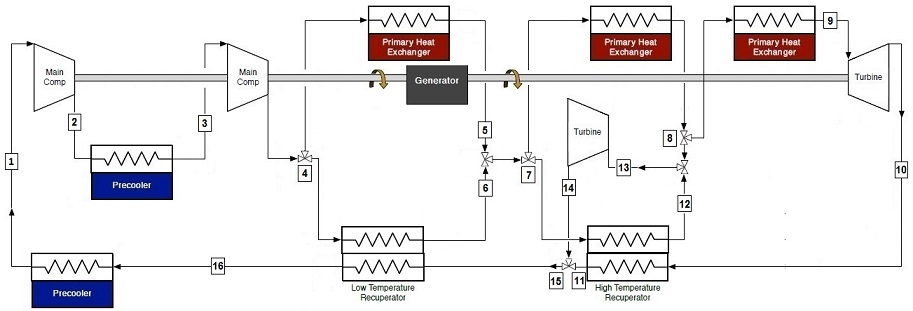 Primary Heat
Exchanger
Primary Heat
Exchanger
Primary Heat
Exchanger
9
Main
Comp
Main
Comp
Generator
Turbine
2
3
5
Turbine
8
1
Precooler
4
6
7
13
10
14
12
16
15
11
Precooler
Low Temperature
Recuperator
High Temperature
Recuperator